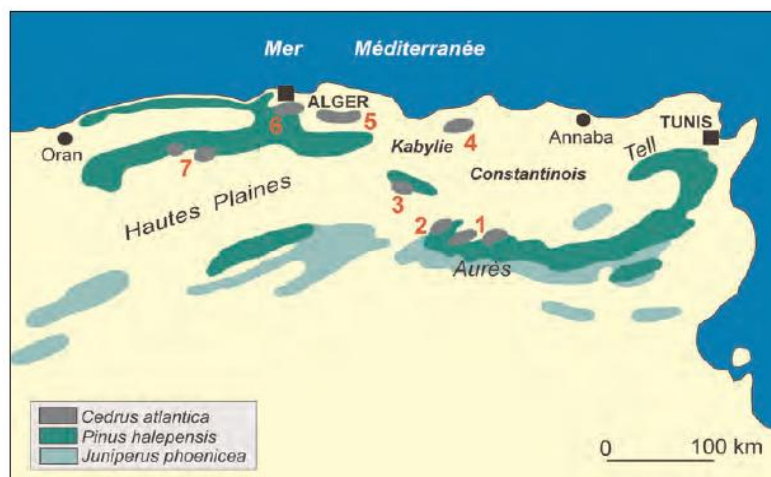 Mer Méditerranée
ALGER
6
5
4
Annaba
TUNIS
Oran
Kabylie
Tell
7
Constantinois
3
Hautes Plaines
2
1
Aurès
Cedrus atlantica
Pinus halepensis
Juniperus phoenicea
0 100 km